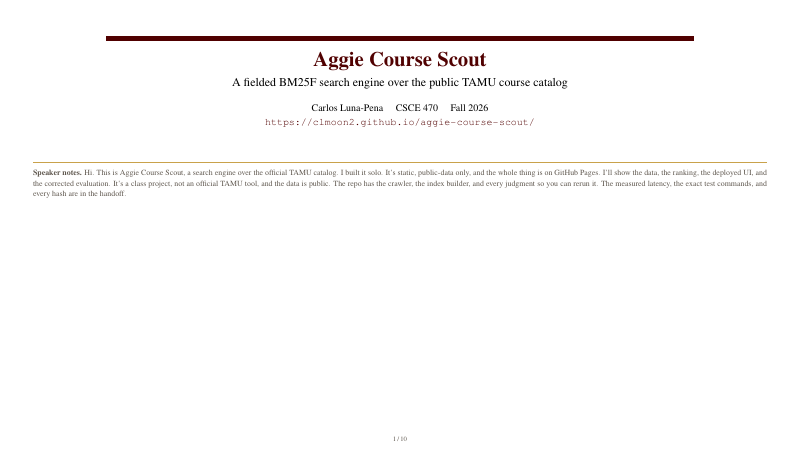 Aggie Course Scout
A fielded BM25F search engine over the public TAMU course catalog
Carlos Luna-Pena CSCE 470 Fall 2026
https://clmoon2.github.io/aggie-course-scout/
Speaker notes. Hi. This is Aggie Course Scout, a search engine over the official TAMU catalog. I built it solo. It's static, public-data only, and the whole thing is on GitHub Pages. I'll show the data, the ranking, the deployed UI, and
the corrected evaluation. It's a class project, not an official TAMU tool, and the data is public. The repo has the crawler, the index builder, and every judgment so you can rerun it. The measured latency, the exact test commands, and
every hash are in the handoff.
1 / 10